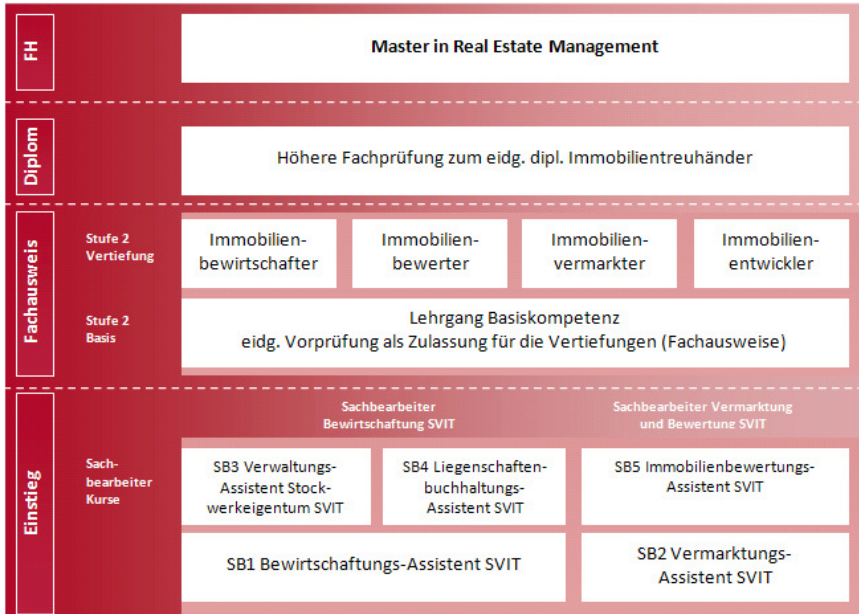 FH
Master in Real Estate Management
Diplom
Höhere Fachprüfung zum eidg. dipl. Immobilientreuhänder
Fachausweis
Stufe 2
Vertiefung
Immobilien-
bewirtschafter
Immobilien-
bewerter
Immobilien-
vermarkter
Immobilien-
entwickler
Stufe 2
Basis
Lehrgang Basiskompetenz
eidg. Vorprüfung als Zulassung für die Vertiefungen (Fachausweise)
Einstieg
Sachbearbeiter
Bewirtschaftung SVIT
Sachbearbeiter Vermarktung
und Bewertung SVIT
Sach-
bearbeiter
Kurse
SB3 Verwaltungs-
Assistent Stock-
werkeigentum SVIT
SB4 Liegenschaften-
buchhaltungs-
Assistent SVIT
SB5 Immobilienbewertungs-
Assistent SVIT
SB1 Bewirtschaftungs-Assistent SVIT
SB2 Vermarktungs-
Assistent SVIT